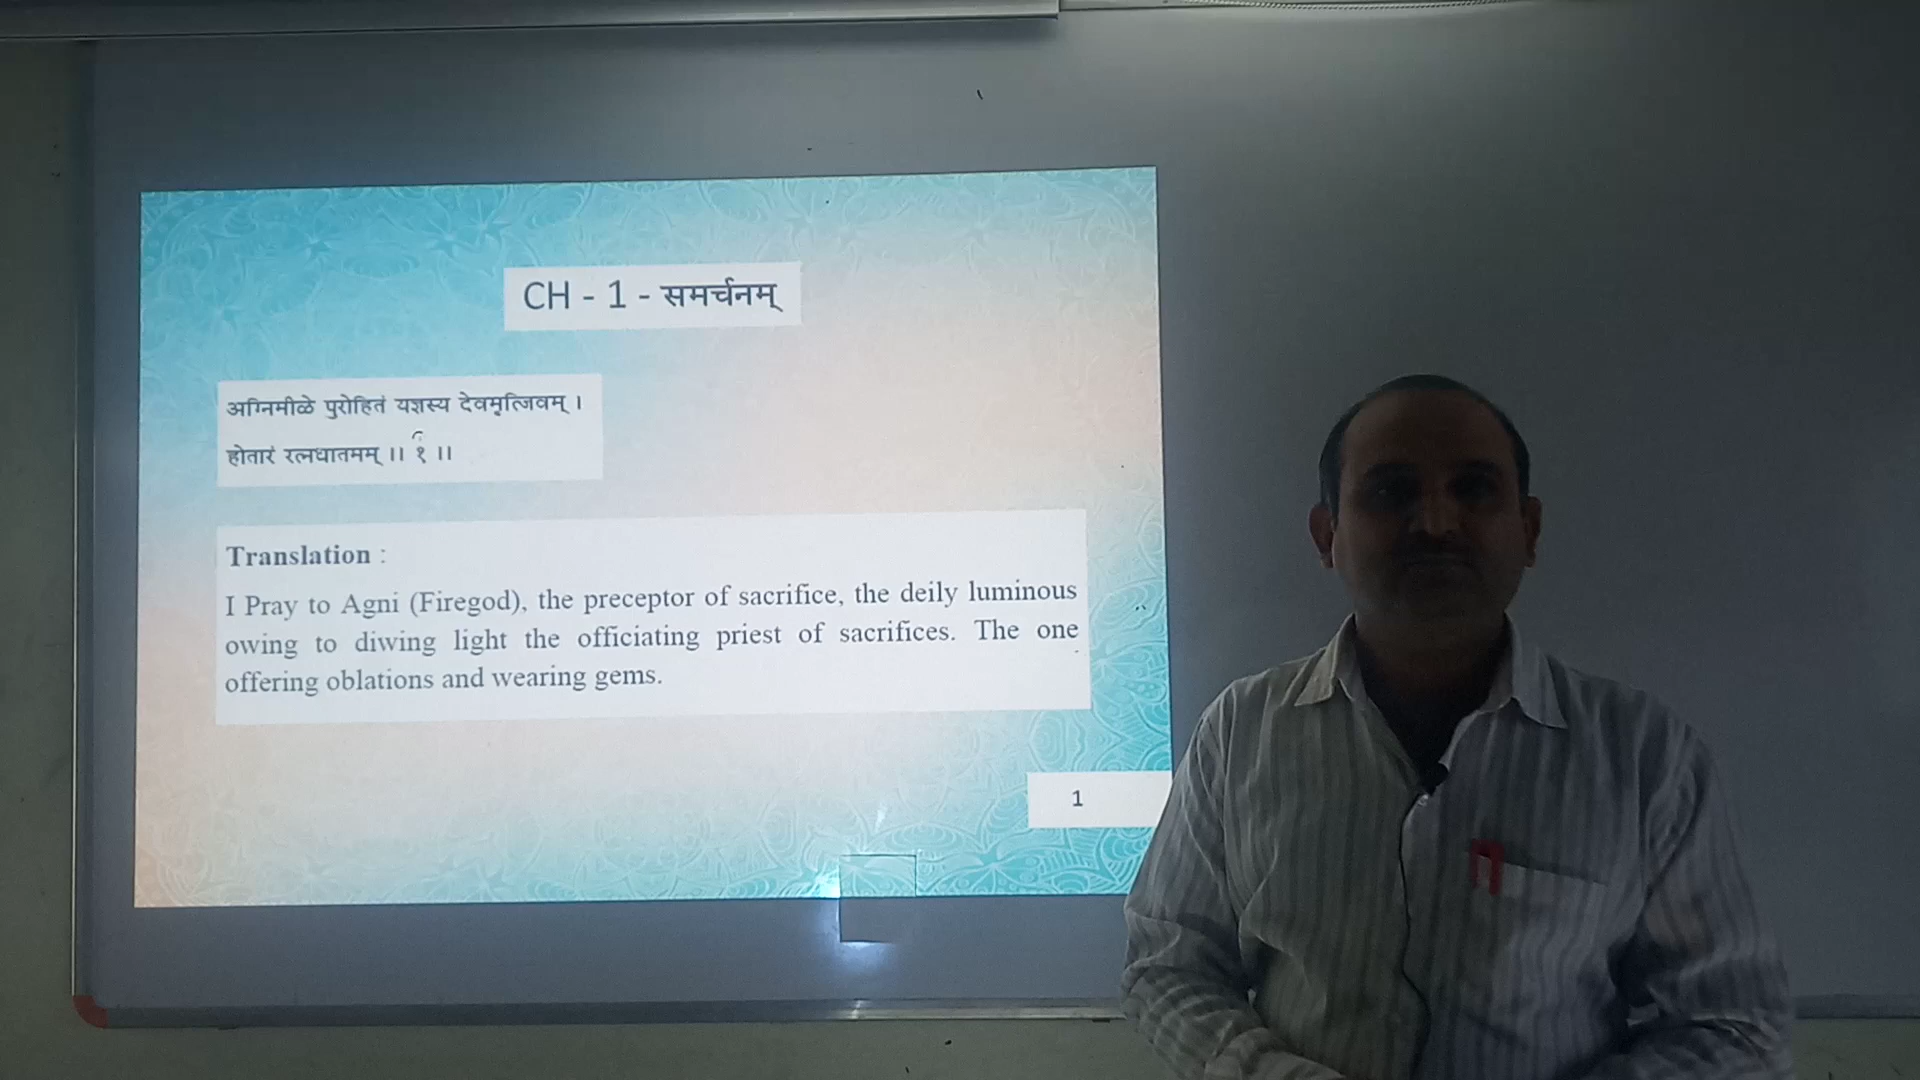 CH - 1 - समर्चनम्
अग्निमीळे पुरोहितं यज्ञस्य देवमृत्जिवम् ।
होतारं रत्नधातमम् ।। १ ।।
Translation :
I Pray to Agni (Firegod), the preceptor of sacrifice, the deily luminous
owing to diwing light the officiating priest of sacrifices. The one
offering oblations and wearing gems.
1